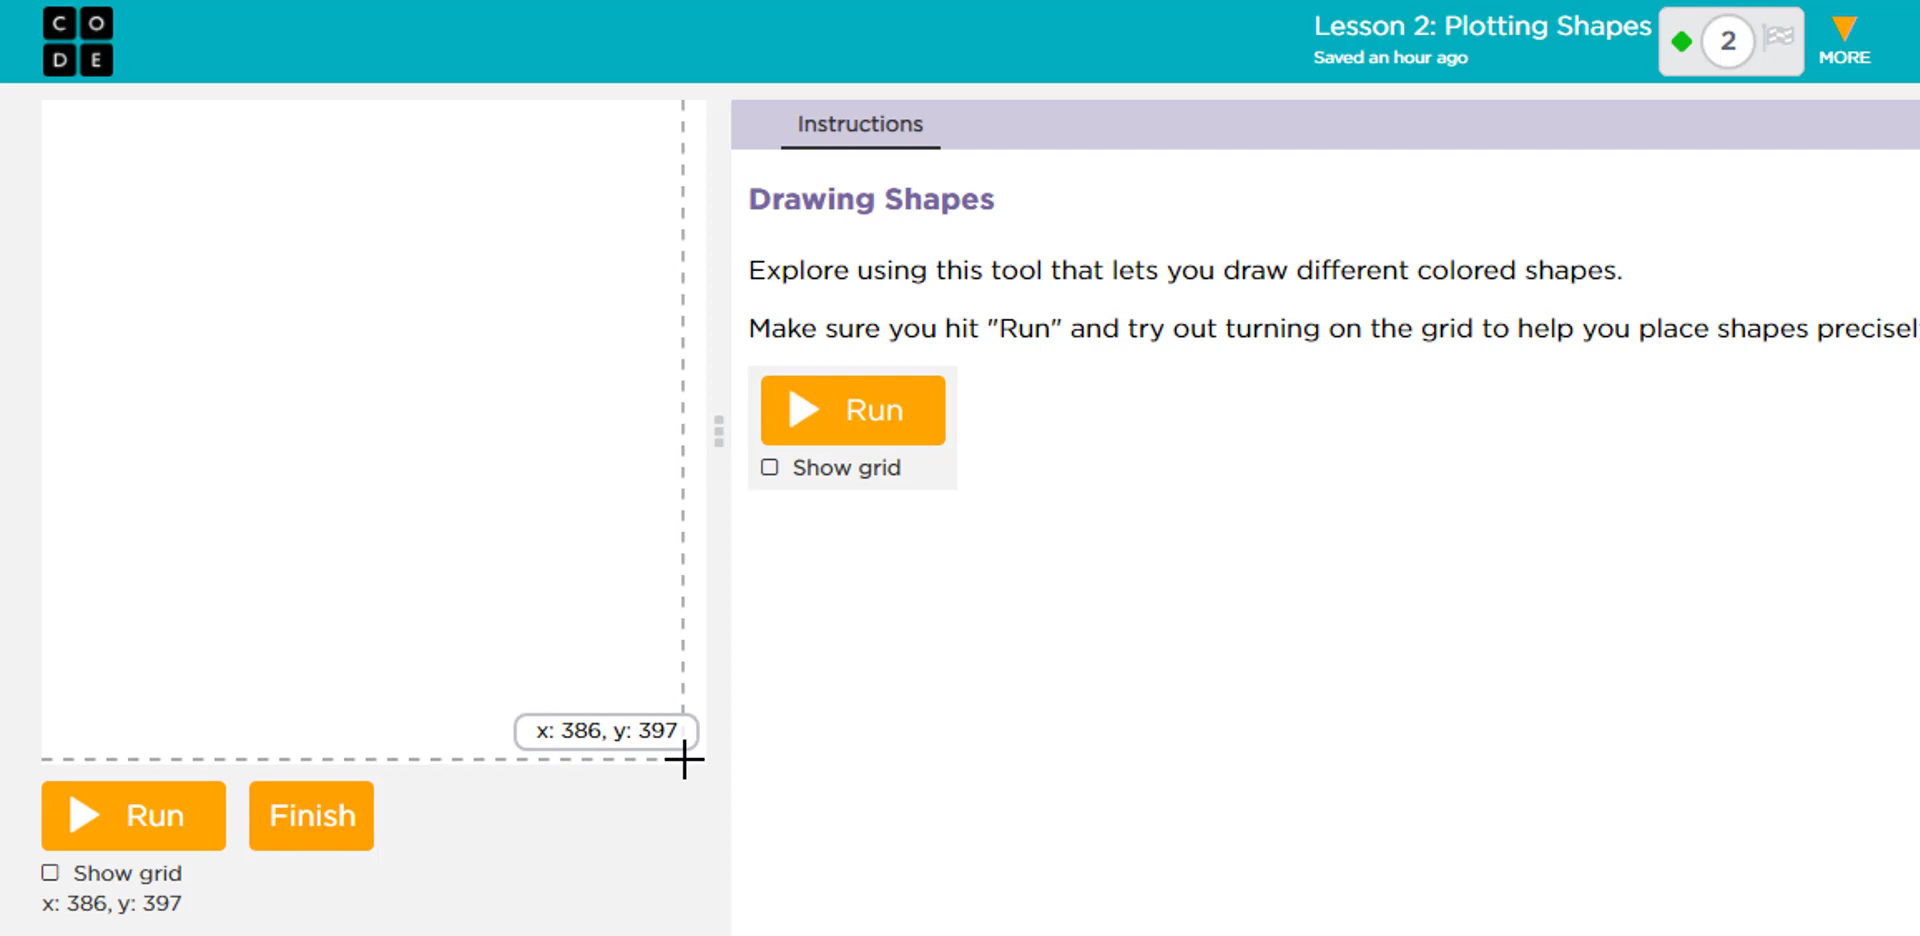 C O
D E
Lesson 2: Plotting Shapes
Saved an hour ago
2
MORE
Instructions
Drawing Shapes
Explore using this tool that lets you draw different colored shapes.
Make sure you hit "Run" and try out turning on the grid to help you place shapes precisel
Run
Show grid
x: 386, y: 397
Run
Finish
Show grid
x: 386, y: 397